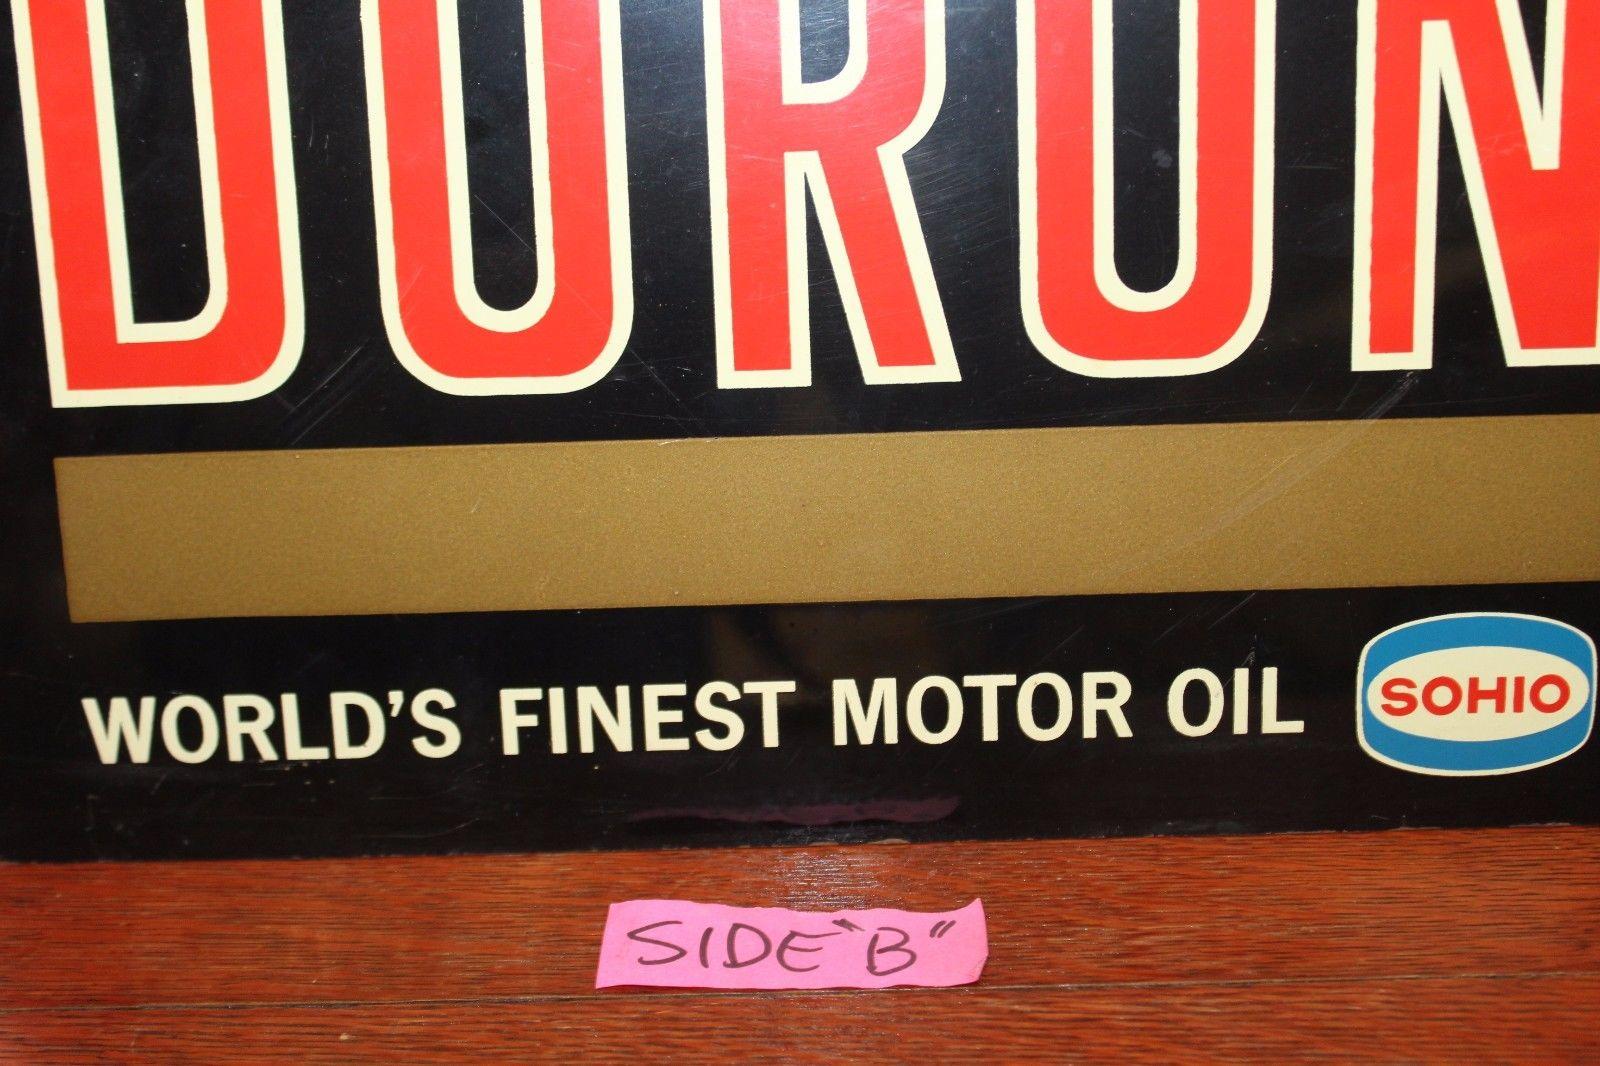 DURON
WORLD'S FINEST MOTOR OIL
SOHIO
SIDE "B"